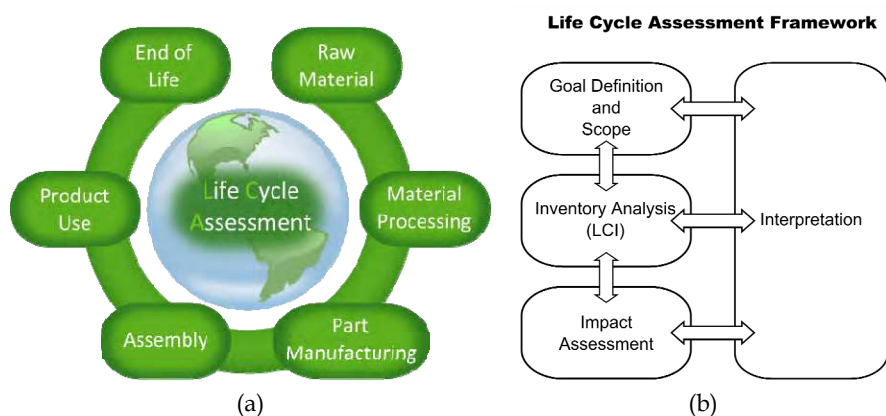 End of
Life
Raw
Material
Product
Use
Life Cycle
Assessment
Material
Processing
Assembly
Part
Manufacturing
(a)
Life Cycle Assessment Framework
Goal Definition
and
Scope
Inventory Analysis
(LCI)
Interpretation
Impact
Assessment
(b)